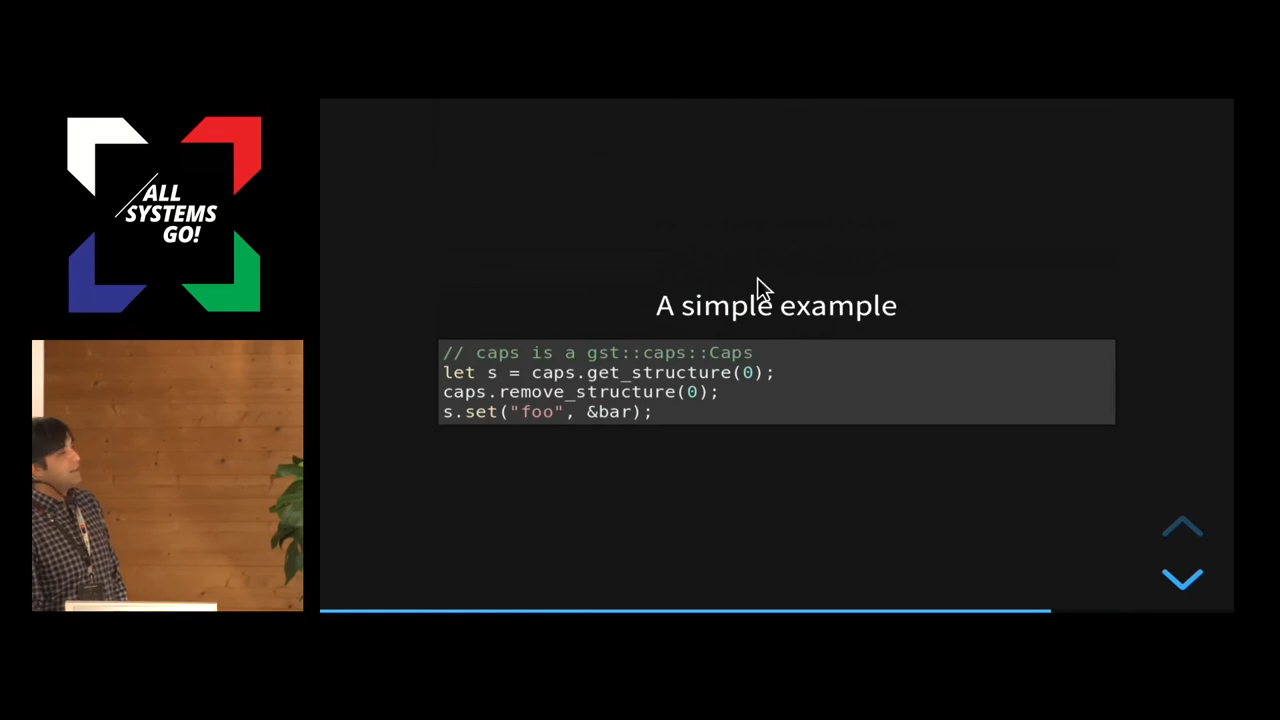 ALL
SYSTEMS
GO!
A simple example
// caps is a gst::caps::Caps
let s = caps.get_structure(0);
caps.remove_structure(0);
s.set("foo", &bar);